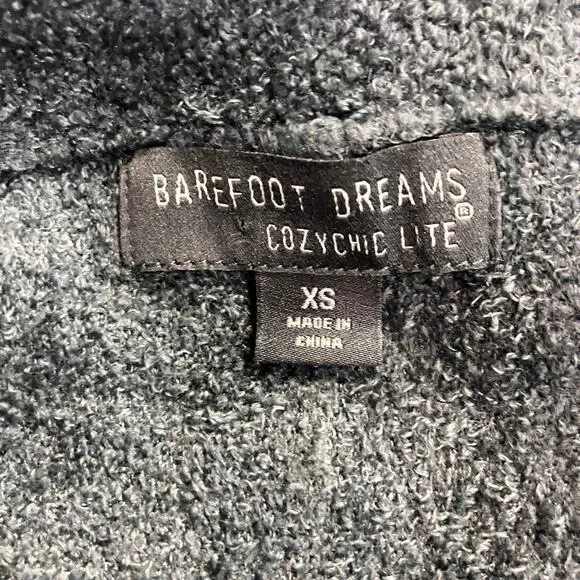 BAREFOOT DREAMS®
COZYCHIC LITE
XS
MADE IN
CHINA